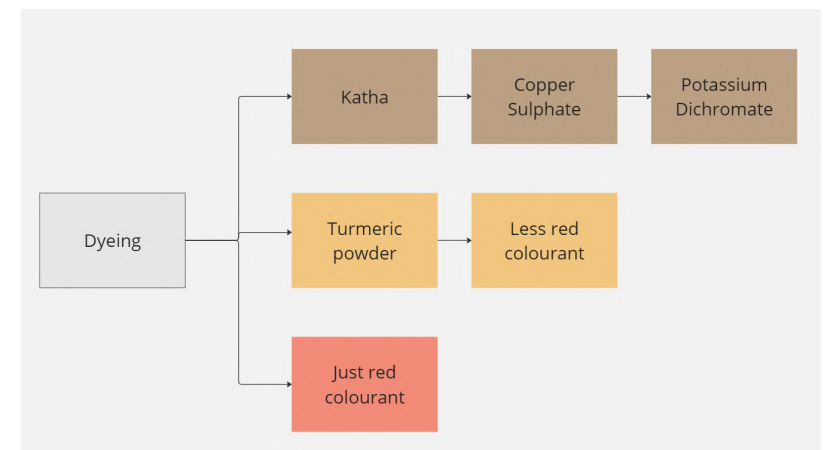 Dyeing
Katha
Copper
Sulphate
Potassium
Dichromate
Turmeric
powder
Less red
colourant
Just red
colourant